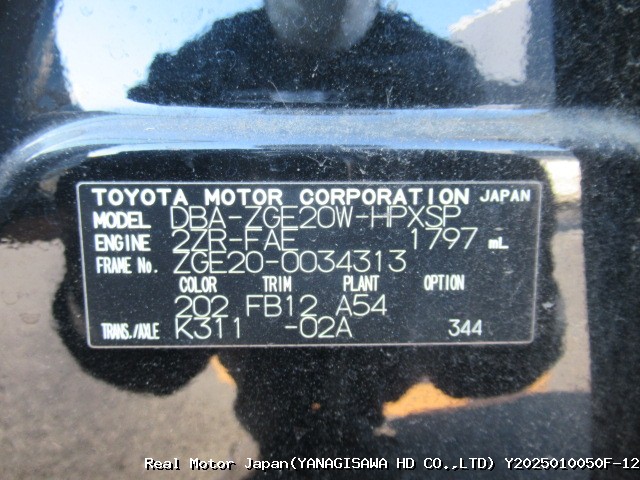 TOYOTA MOTOR CORPORATION JAPAN
MODEL DBA-ZGE20W-HPXSP
ENGINE 2ZR-FAE 1797 mL
FRAME No. ZGE20-0034313
COLOR TRIM PLANT OPTION
202 FB12 A54
TRANS./AXLE K311 -02A 344
Real Motor Japan(YANAGISAWA HD CO.,LTD) Y2025010050F-12